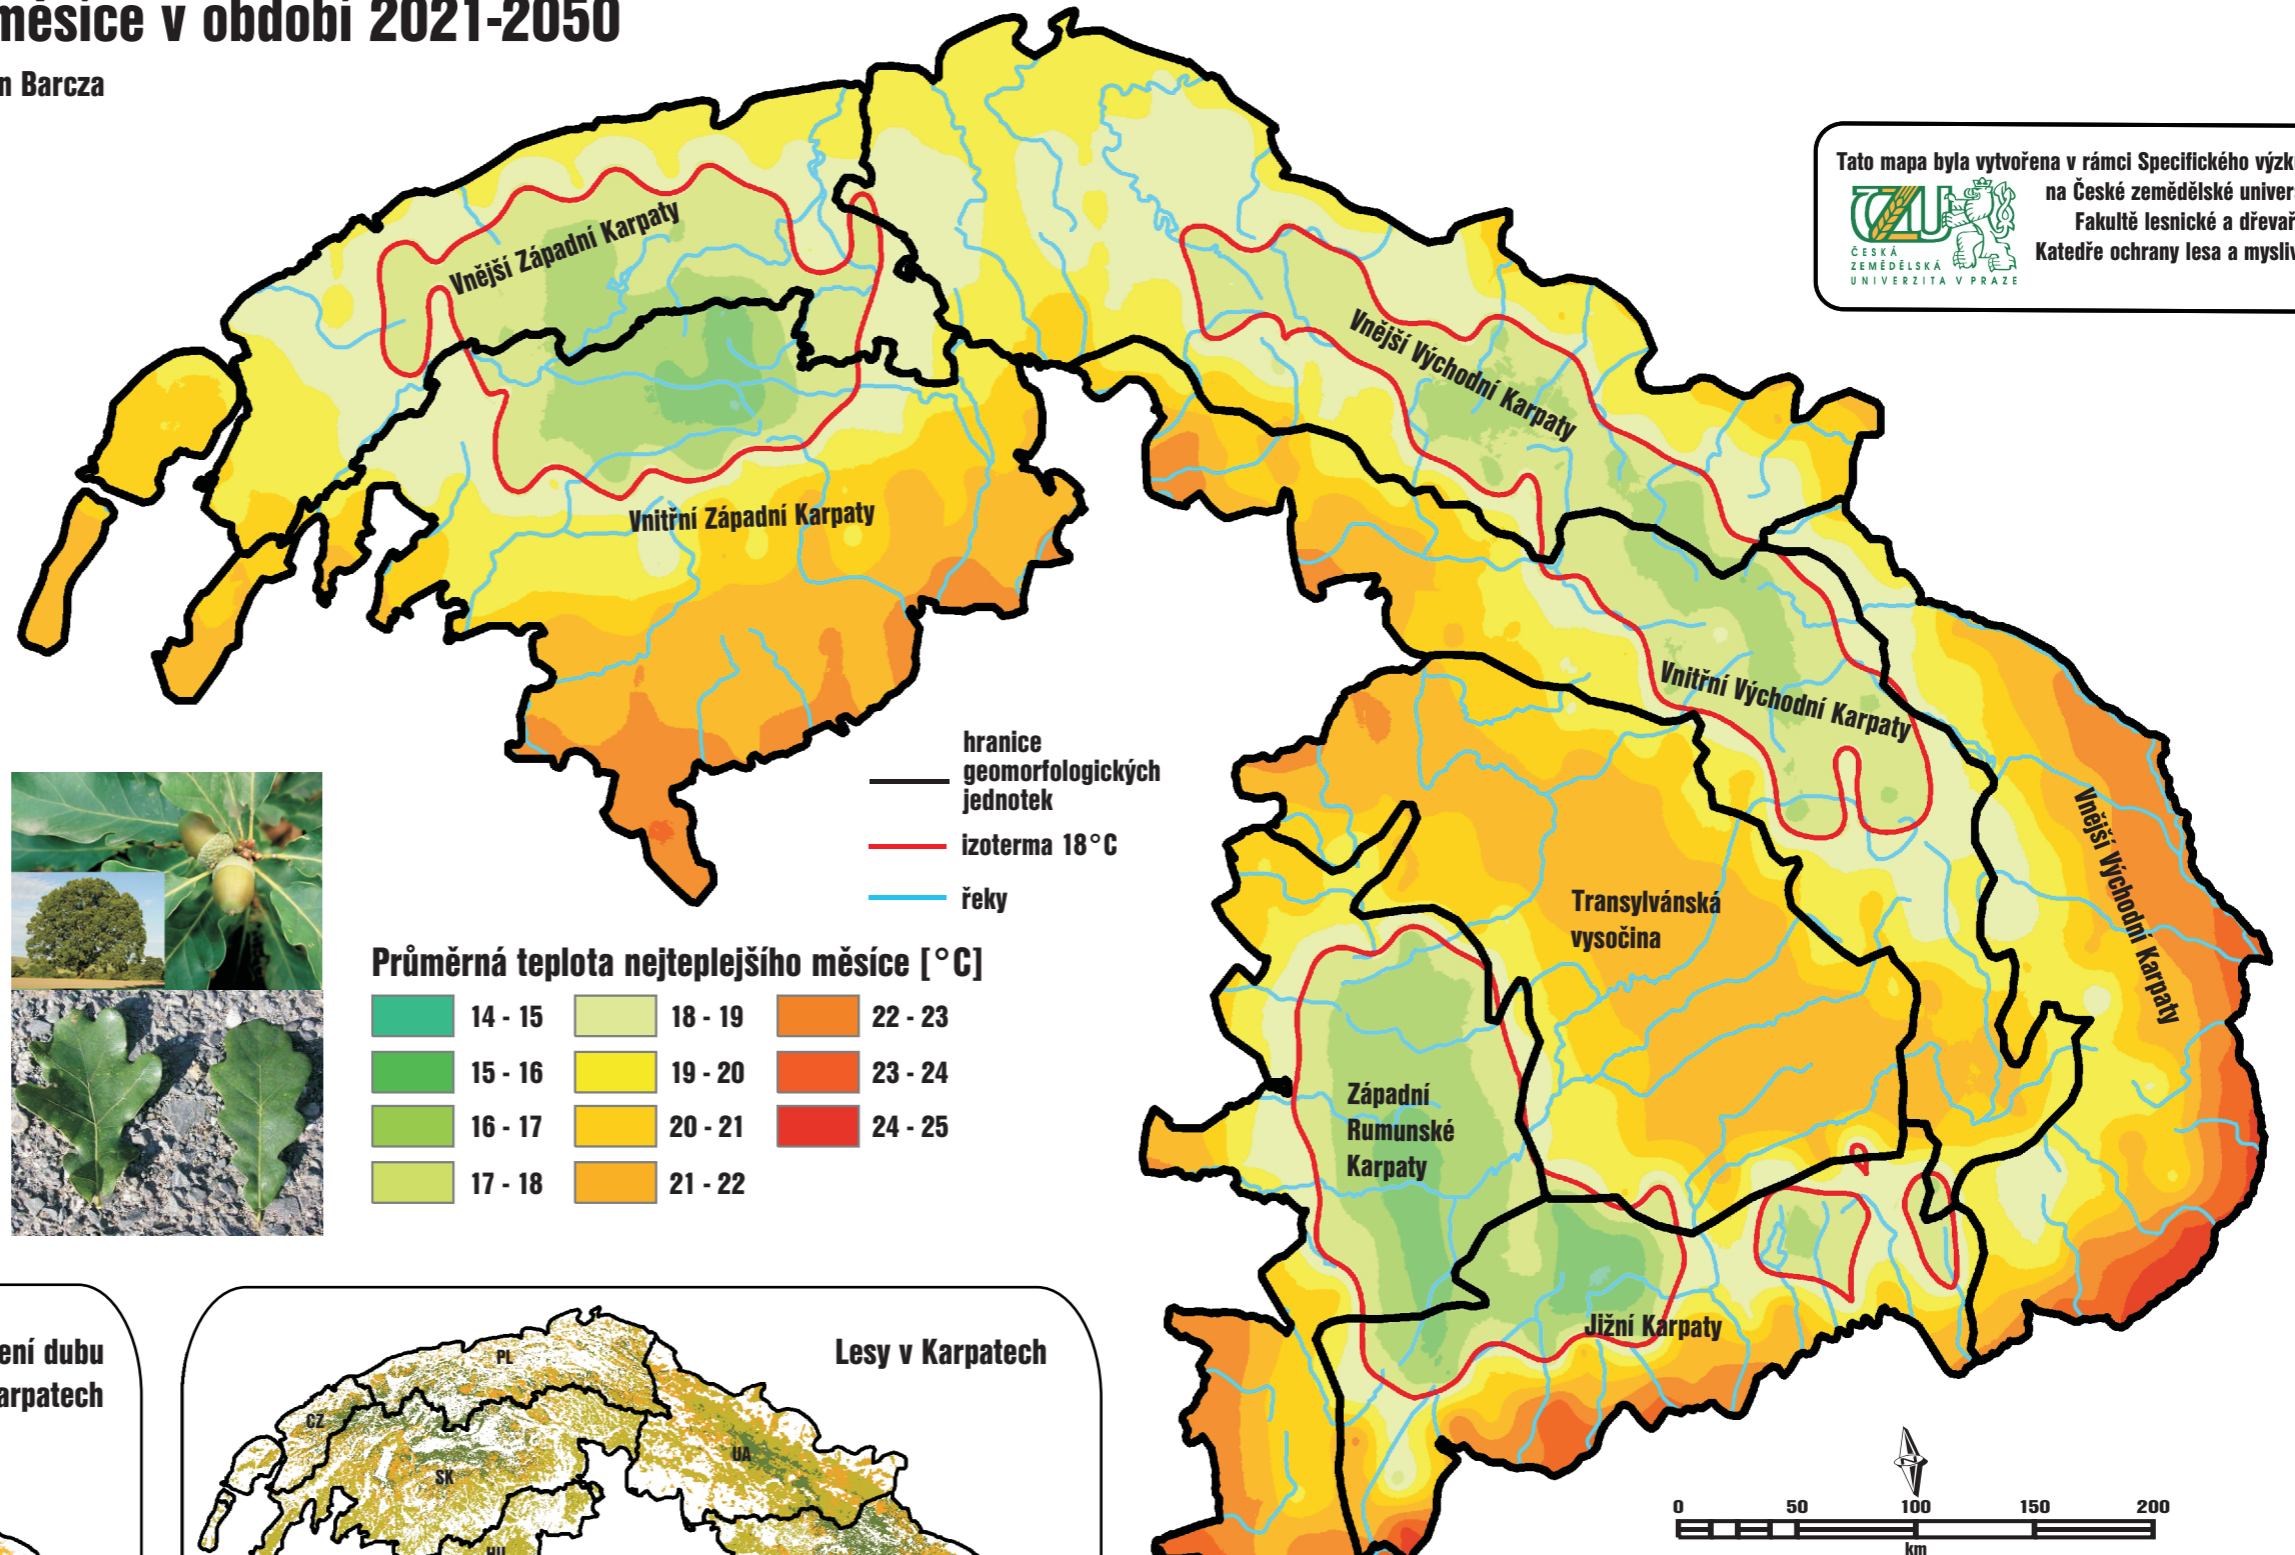 měsíce v období 2021-2050
n Barcza
Tato mapa byla vytvořena v rámci Specifického výzk
na České zemědělské univer
Fakultě lesnické a dřevař
Katedře ochrany lesa a mysliv
ČZU
ČESKÁ
ZEMĚDĚLSKÁ
UNIVERZITA V PRAZE
Vnější Západní Karpaty
Vnitřní Západní Karpaty
Vnější Východní Karpaty
Vnitřní Východní Karpaty
Vnější Východní Karpaty
Transylvánská
vysočina
Západní
Rumunské
Karpaty
Jižní Karpaty
hranice
geomorfologických
jednotek
izoterma 18°C
řeky
Průměrná teplota nejteplejšího měsíce [°C]
14 - 15
15 - 16
16 - 17
17 - 18
18 - 19
19 - 20
20 - 21
21 - 22
22 - 23
23 - 24
24 - 25
ení dubu
arpatech
Lesy v Karpatech
PL
CZ
SK
UA
HU
N
0 50 100 150 200
km